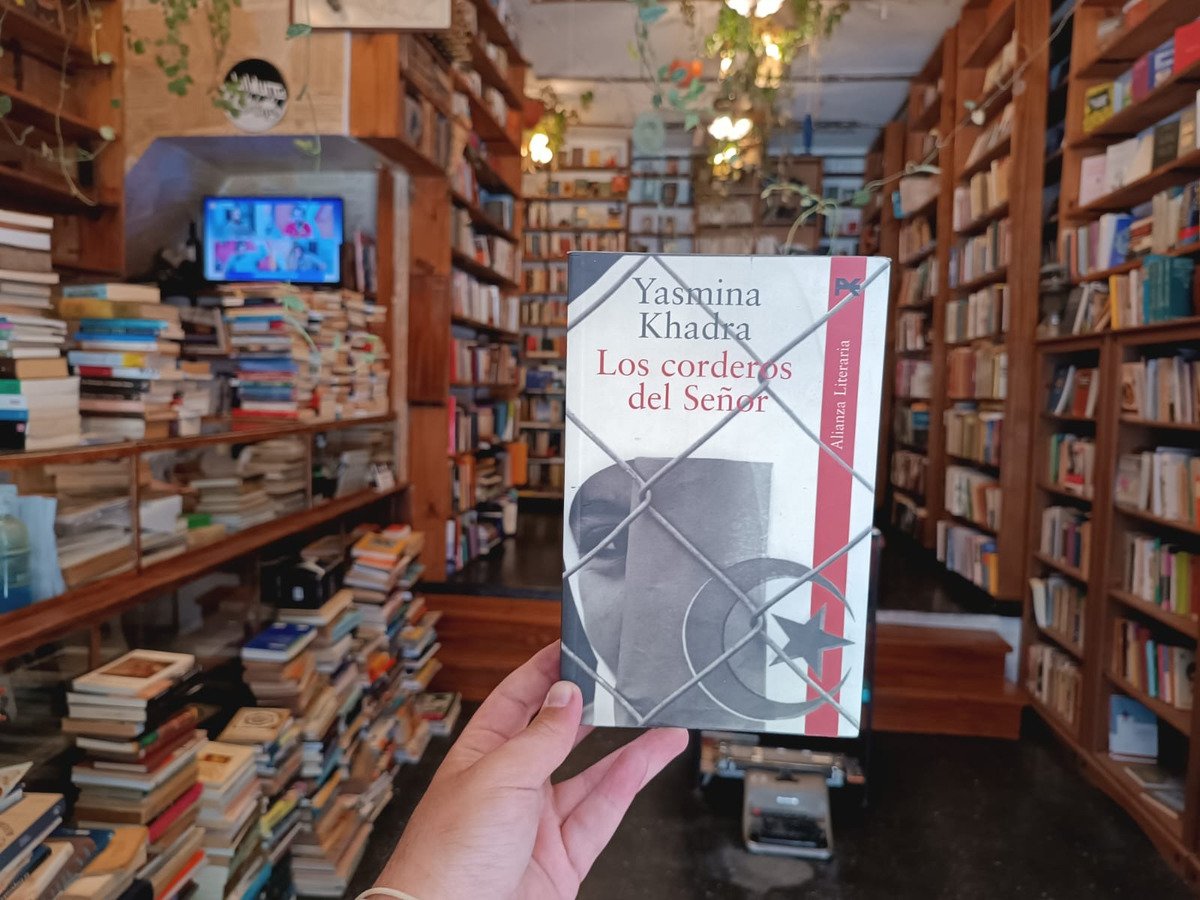 Yasmina
Khadra
Los corderos
del Señor
Alianza Literaria